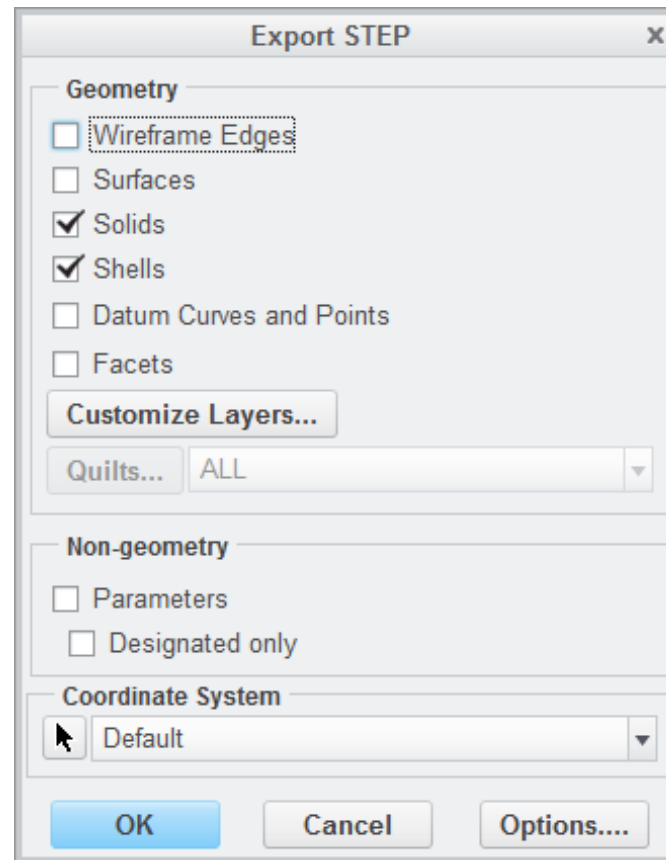 Export STEP x
Geometry
Wireframe Edges
Surfaces
Solids
Shells
Datum Curves and Points
Facets
Customize Layers...
Quilts... ALL
Non-geometry
Parameters
Designated only
Coordinate System
Default
OK Cancel Options....